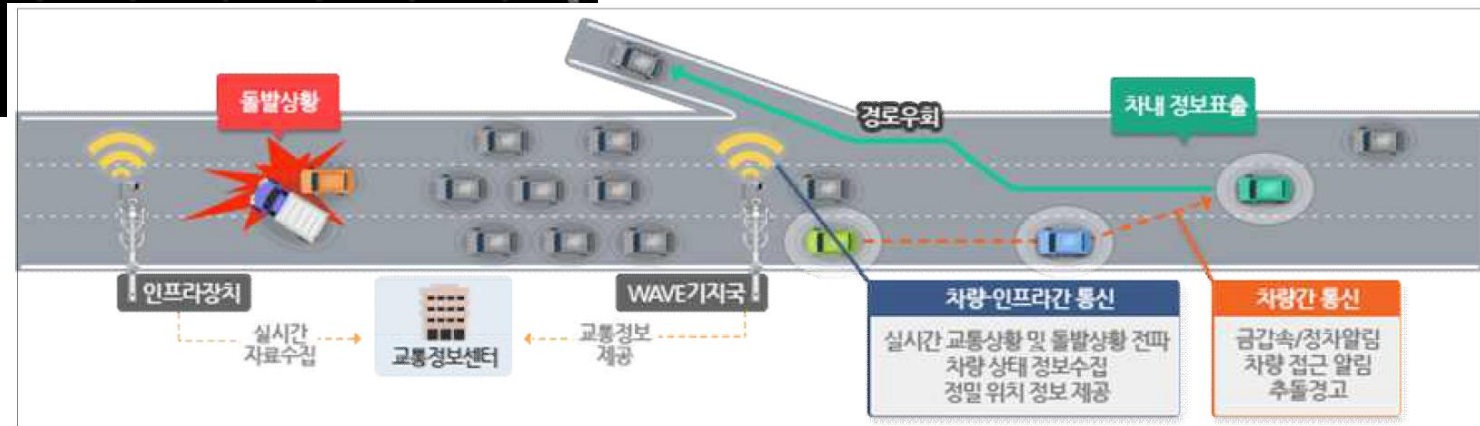 돌발상황
경로우회
차내 정보표출
인프라장치
WAVE기지국
실시간
자료수집
교통정보센터
교통정보
제공
차량-인프라간 통신
실시간 교통상황 및 돌발상황 전파
차량 상태 정보수집
정밀 위치 정보 제공
차량간 통신
금갑속/정차알림
차량 접근 알림
추돌경고